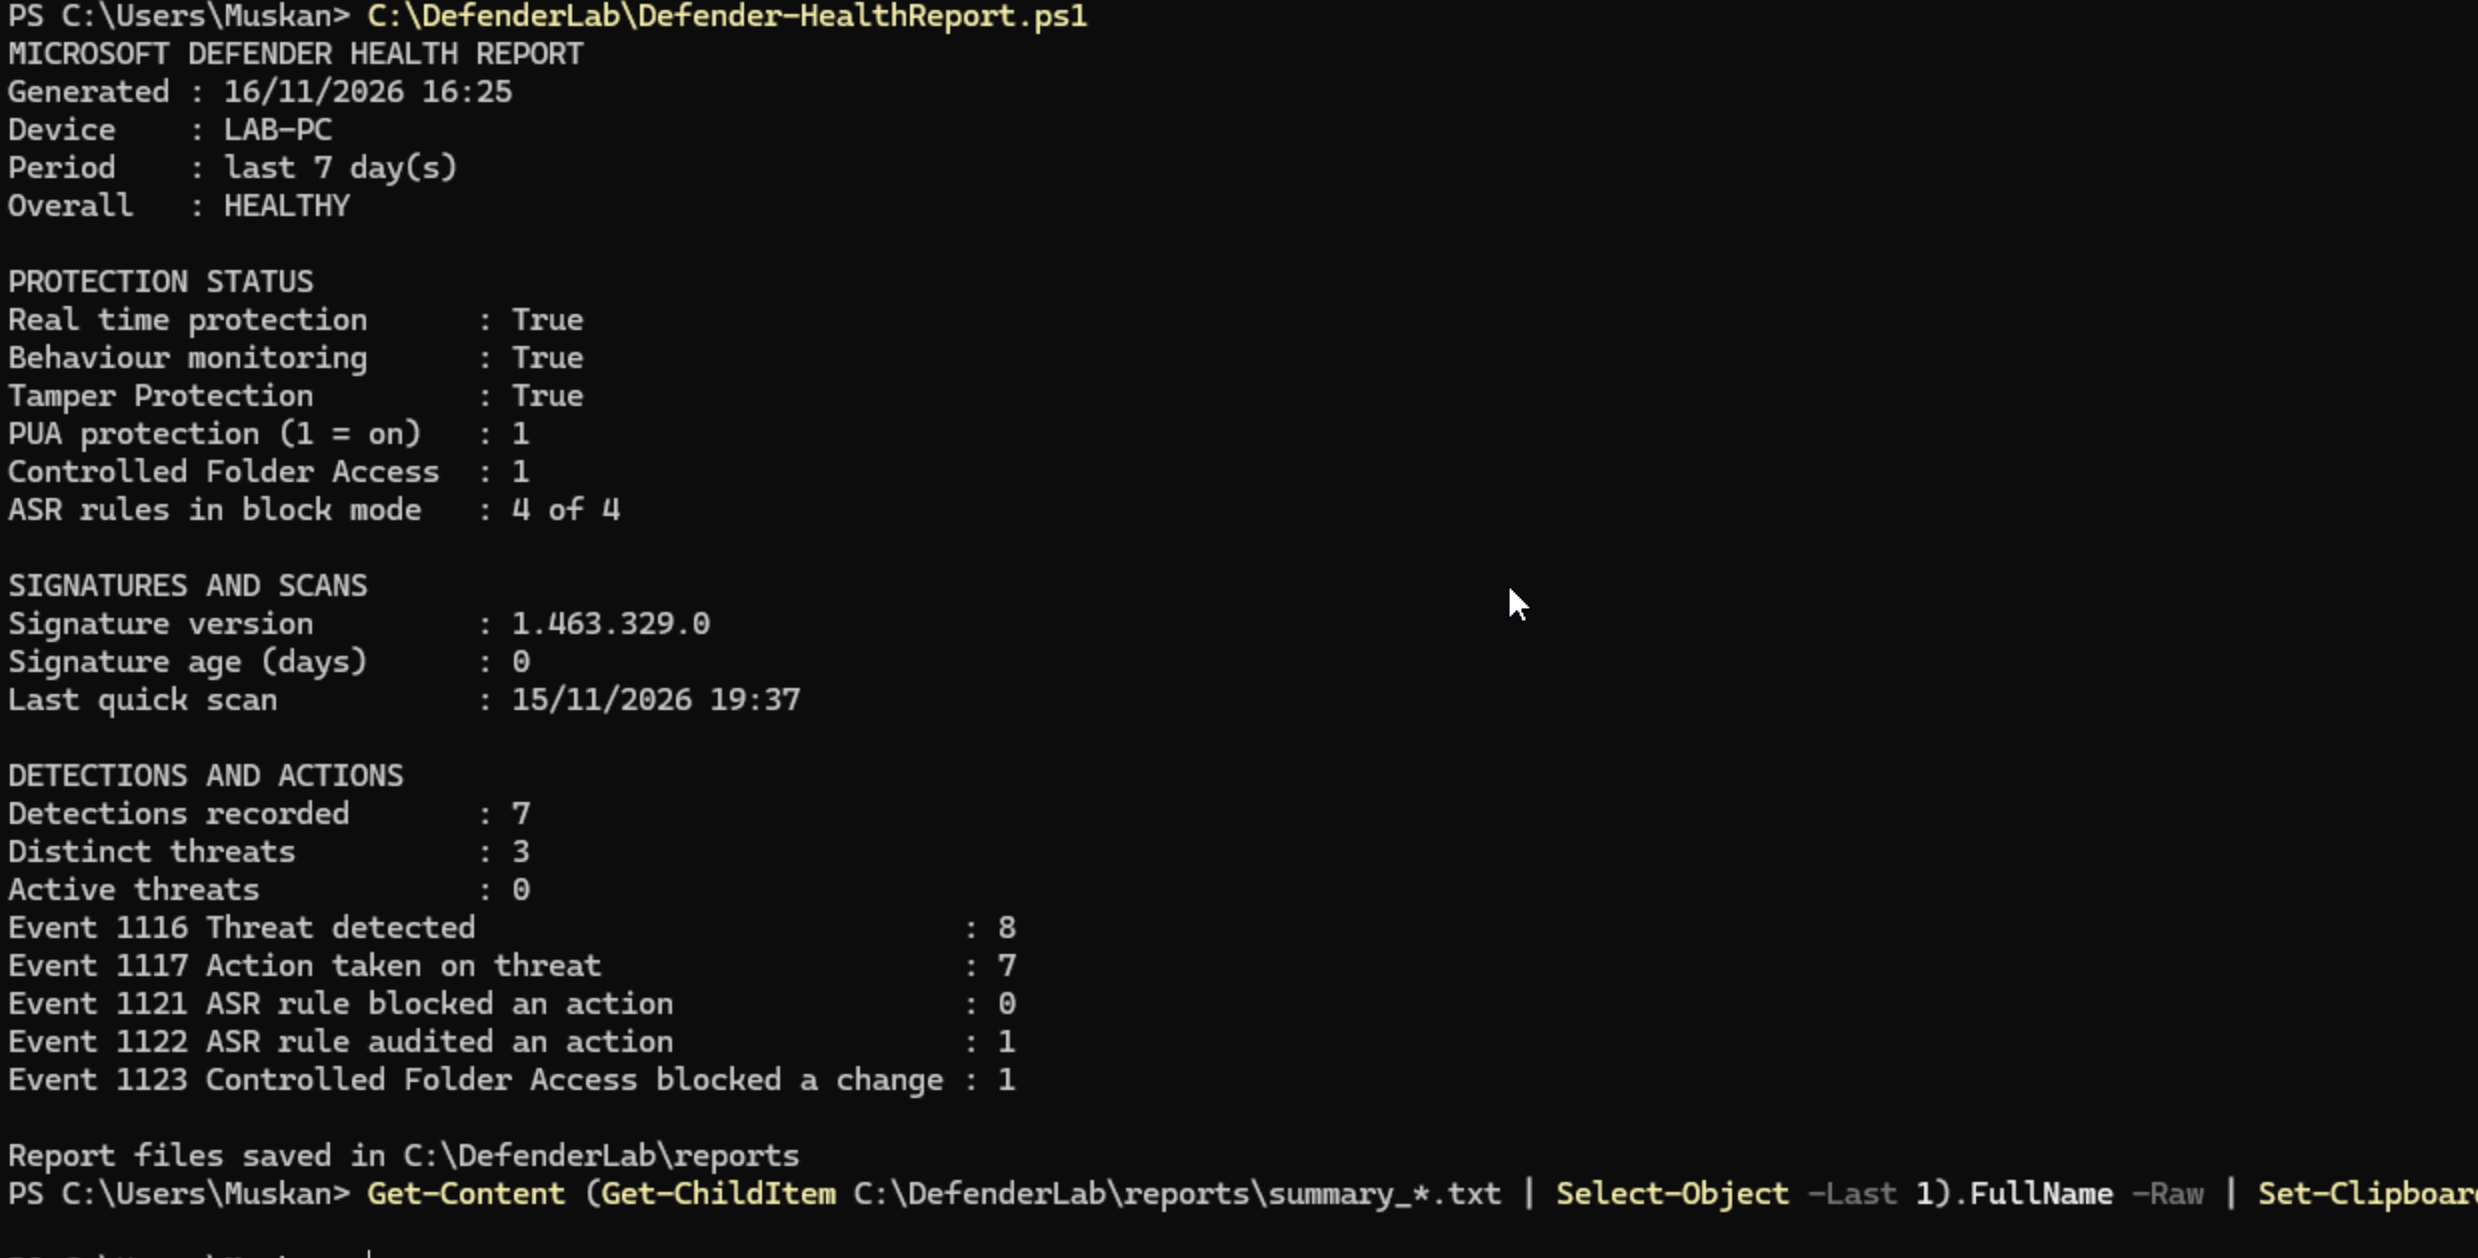 PS C:\Users\Muskan> C:\DefenderLab\Defender-HealthReport.ps1
MICROSOFT DEFENDER HEALTH REPORT
Generated : 16/11/2026 16:25
Device    : LAB-PC
Period    : last 7 day(s)
Overall   : HEALTHY

PROTECTION STATUS
Real time protection      : True
Behaviour monitoring      : True
Tamper Protection         : True
PUA protection (1 = on)   : 1
Controlled Folder Access  : 1
ASR rules in block mode   : 4 of 4

SIGNATURES AND SCANS
Signature version         : 1.463.329.0
Signature age (days)      : 0
Last quick scan           : 15/11/2026 19:37

DETECTIONS AND ACTIONS
Detections recorded       : 7
Distinct threats          : 3
Active threats            : 0
Event 1116 Threat detected                           : 8
Event 1117 Action taken on threat                    : 7
Event 1121 ASR rule blocked an action                : 0
Event 1122 ASR rule audited an action                : 1
Event 1123 Controlled Folder Access blocked a change : 1

Report files saved in C:\DefenderLab\reports
PS C:\Users\Muskan> Get-Content (Get-ChildItem C:\DefenderLab\reports\summary_*.txt | Select-Object -Last 1).FullName -Raw | Set-Clipboar